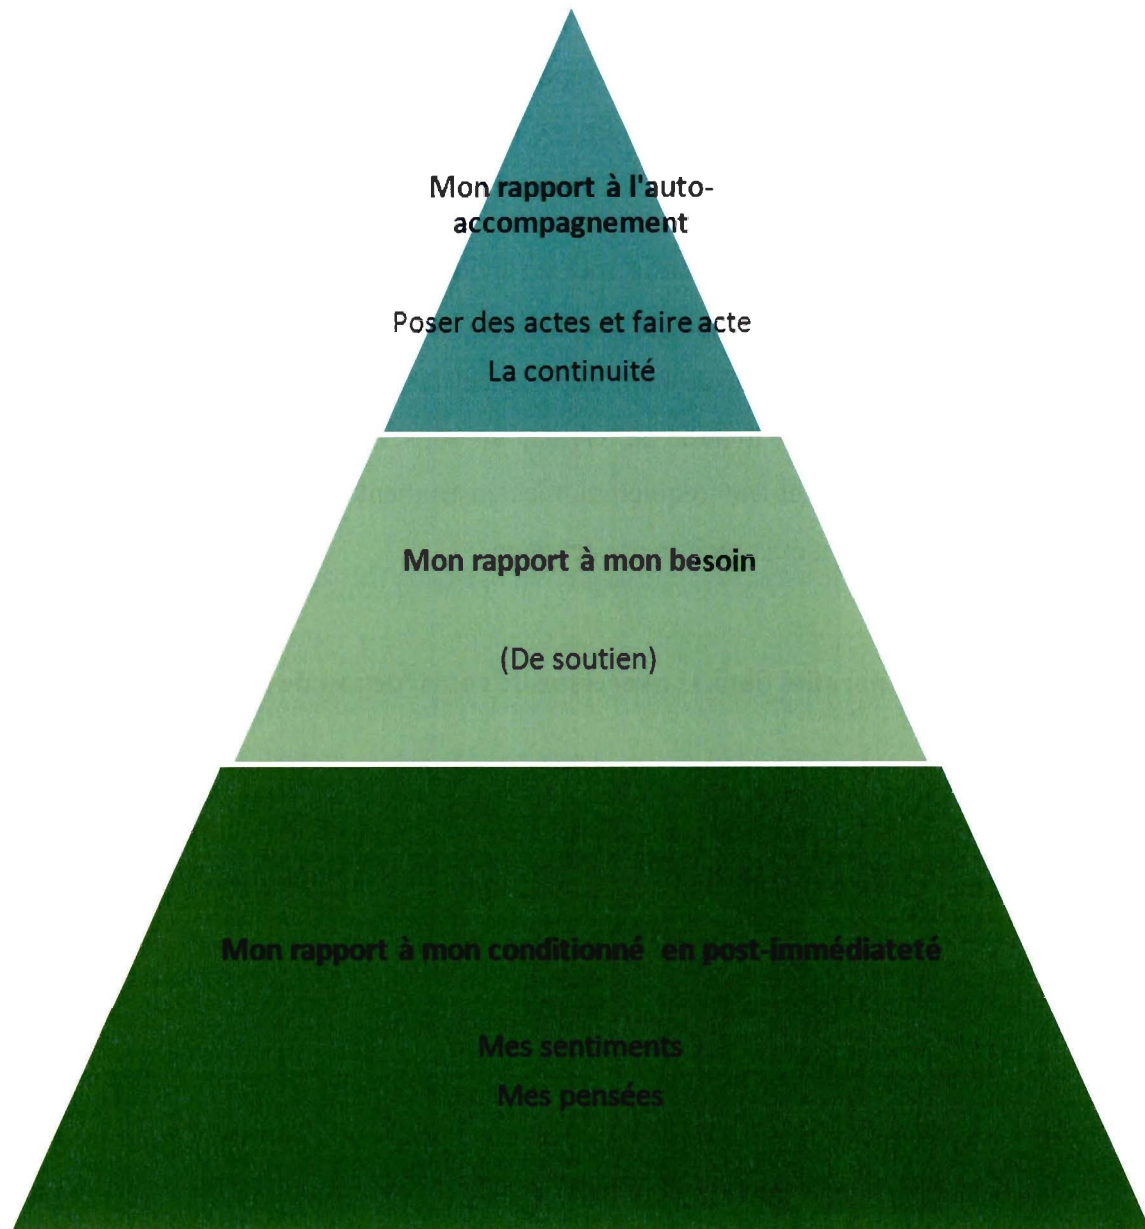 Mon rapport à l'auto-
accompagnement
Poser des actes et faire acte
La continuité
Mon rapport à mon besoin
(De soutien)
Mon rapport à mon conditionné en post-immédiateté
Mes sentiments
Mes pensées